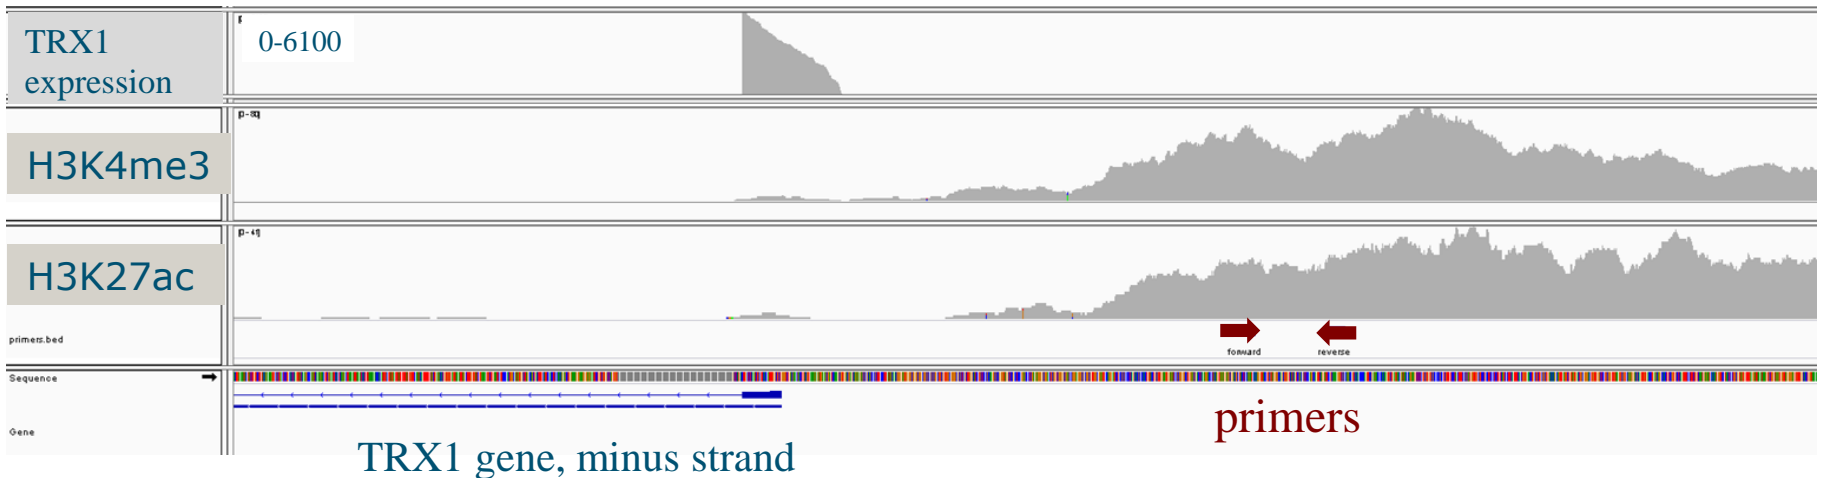 TRX1
expression
0-6100
H3K4me3
H3K27ac
primers.bed
forward
reverse
Sequence
primers
Gene
TRX1 gene, minus strand